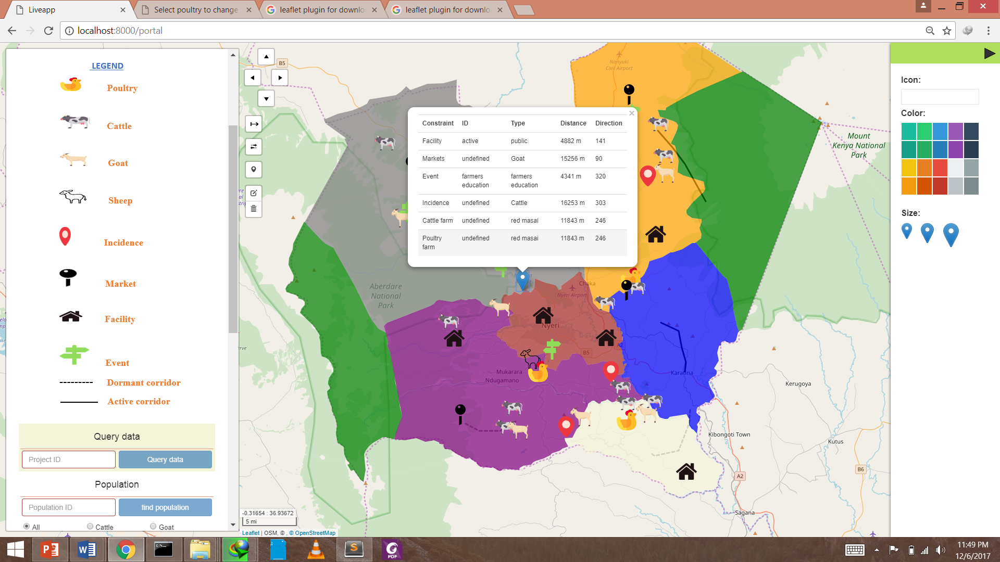 Liveapp
Select poultry to change
leaflet plugin for downlo
leaflet plugin for downlo
localhost:8000/portal
LEGEND
Poultry
Cattle
Goat
Sheep
Incidence
Market
Facility
Event
Dormant corridor
Active corridor
Query data
Project ID
Query data
Population
Population ID
find population
All
Cattle
Goat
B5
Nanyuki
Civil Airport
Constraint ID Type Distance Direction
Facility active public 4882 m 141
Markets undefined Goat 15256 m 90
Event farmers education farmers education 4341 m 320
Incidence undefined Cattle 16253 m 303
Cattle farm undefined red masai 11843 m 246
Poultry farm undefined red masai 11843 m 246
×
Mount
Kenya National
Park
Aberdare
National
Park
Chaka
Nyeri Airport
Nyeri
A2
B5
Mukarara
Ndugamano
Karatina
Kerugoya
Kibongoti Town
Kutus
B6
A2
Sagana
-0.31654 : 36.93672
5 mi
Leaflet | OSM, © , © OpenStreetMap
Icon:
Color:
Size:
11:49 PM
12/6/2017
PDF